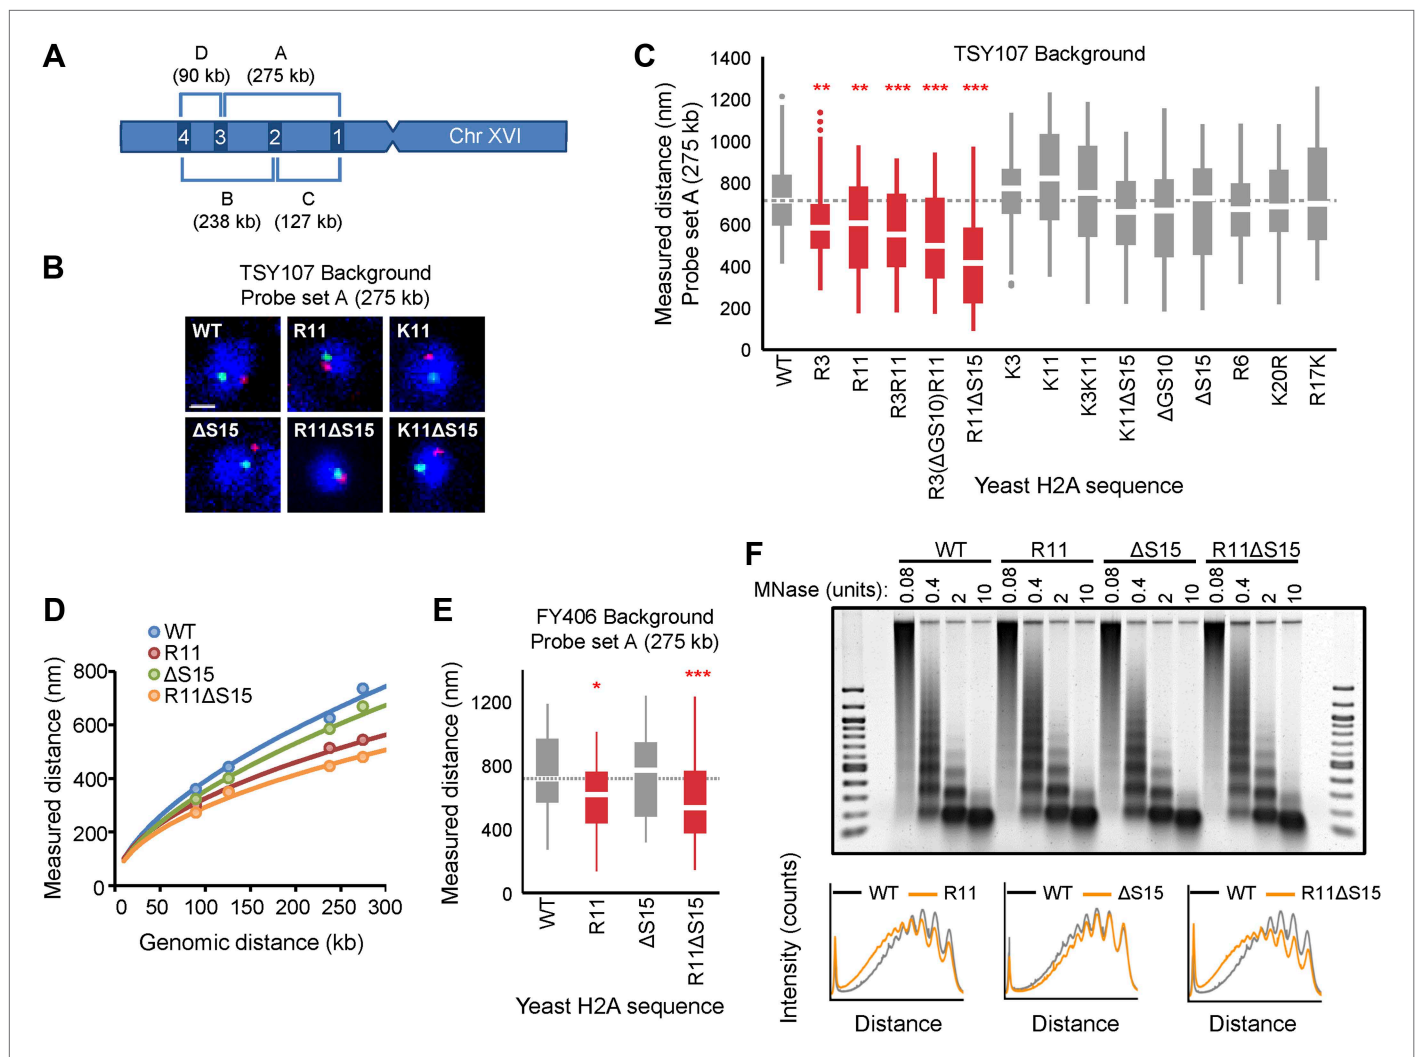 A
D
A
(90 kb)
(275 kb)
4
3
2
1
Chr XVI
B
C
(238 kb)
(127 kb)
B
TSY107 Background
Probe set A (275 kb)
WT
R11
K11
ΔS15
R11ΔS15
K11ΔS15
C
TSY107 Background
Measured distance (nm)
Probe set A (275 kb)
1400
1200
1000
800
600
400
200
0
**
**
***
***
***
WT
R3
R11
R3R11
R3(ΔGS10)R11
R11ΔS15
K3
K11
K3K11
K11ΔS15
ΔGS10
ΔS15
R6
K20R
R17K
Yeast H2A sequence
D
WT
R11
ΔS15
R11ΔS15
Measured distance (nm)
800
600
400
200
0
0
50
100
150
200
250
300
Genomic distance (kb)
E
FY406 Background
Probe set A (275 kb)
Measured distance (nm)
1200
800
400
0
*
***
WT
R11
ΔS15
R11ΔS15
Yeast H2A sequence
F
WT
R11
ΔS15
R11ΔS15
MNase (units):
0.08
0.4
2
10
0.08
0.4
2
10
0.08
0.4
2
10
0.08
0.4
2
10
Intensity (counts)
WT
R11
Distance
WT
ΔS15
Distance
WT
R11ΔS15
Distance